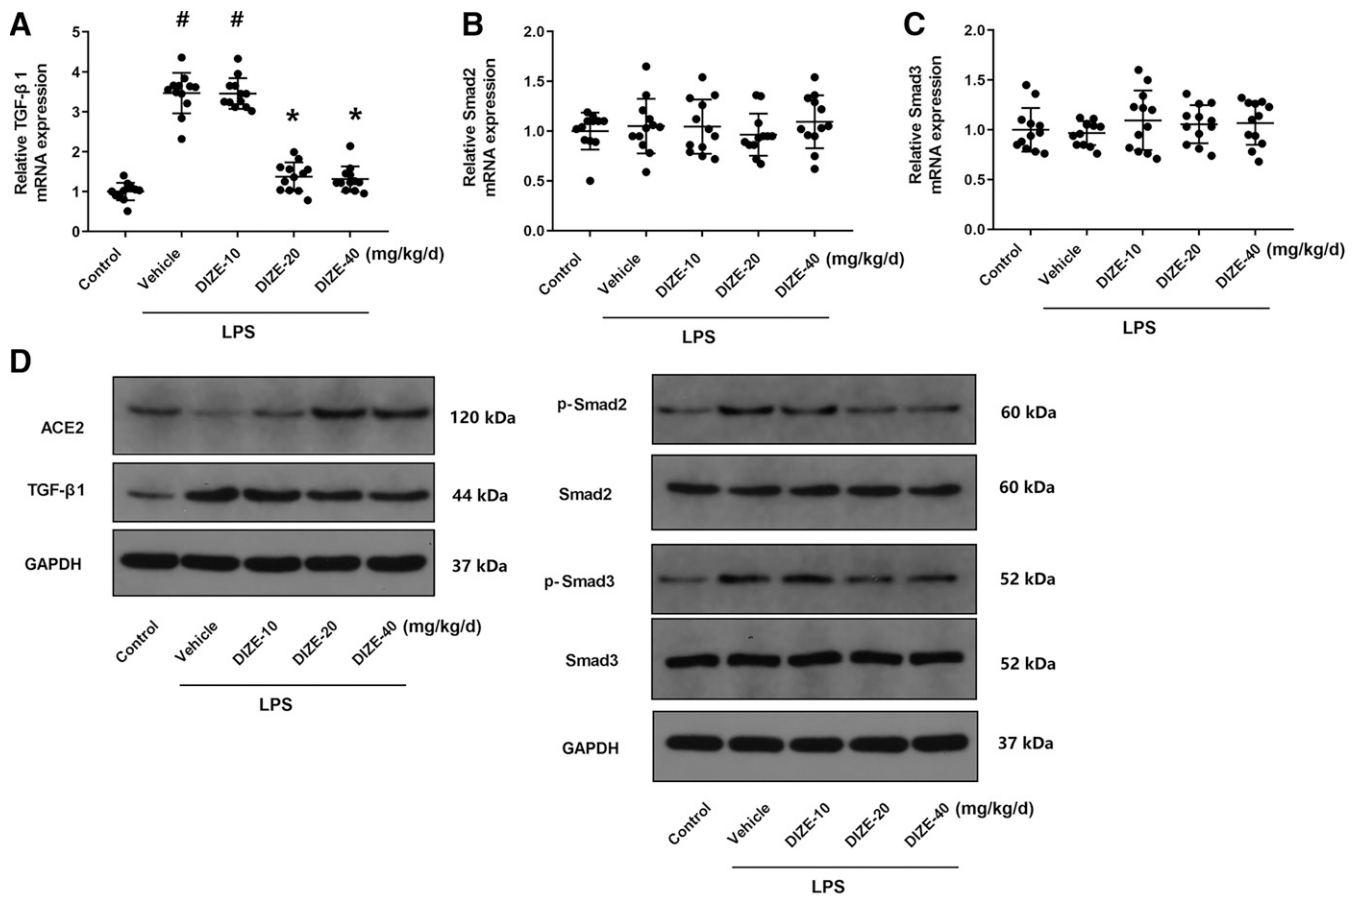 A
Relative TGF-β1
mRNA expression
5
4
3
2
1
0
#
#
*
*
Control
Vehicle
DIZE-10
DIZE-20
DIZE-40
(mg/kg/d)
LPS
B
Relative Smad2
mRNA expression
2.0
1.5
1.0
0.5
0.0
Control
Vehicle
DIZE-10
DIZE-20
DIZE-40
(mg/kg/d)
LPS
C
Relative Smad3
mRNA expression
2.0
1.5
1.0
0.5
0.0
Control
Vehicle
DIZE-10
DIZE-20
DIZE-40
(mg/kg/d)
LPS
D
ACE2
120 kDa
TGF-β1
44 kDa
GAPDH
37 kDa
Control
Vehicle
DIZE-10
DIZE-20
DIZE-40
(mg/kg/d)
LPS
p-Smad2
60 kDa
Smad2
60 kDa
p-Smad3
52 kDa
Smad3
52 kDa
GAPDH
37 kDa
Control
Vehicle
DIZE-10
DIZE-20
DIZE-40
(mg/kg/d)
LPS